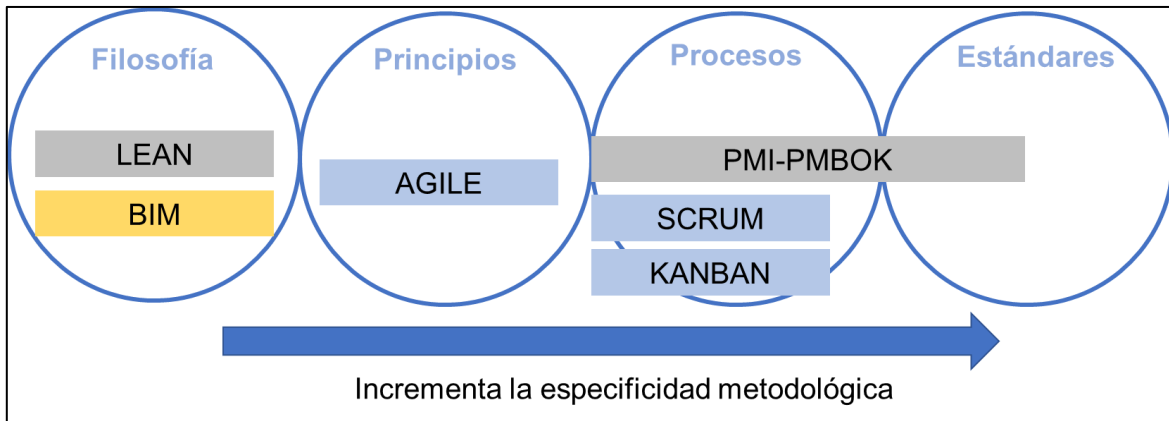 Filosofía
Principios
Procesos
Estándares
LEAN
BIM
AGILE
PMI-PMBOK
SCRUM
KANBAN
Incrementa la especificidad metodológica